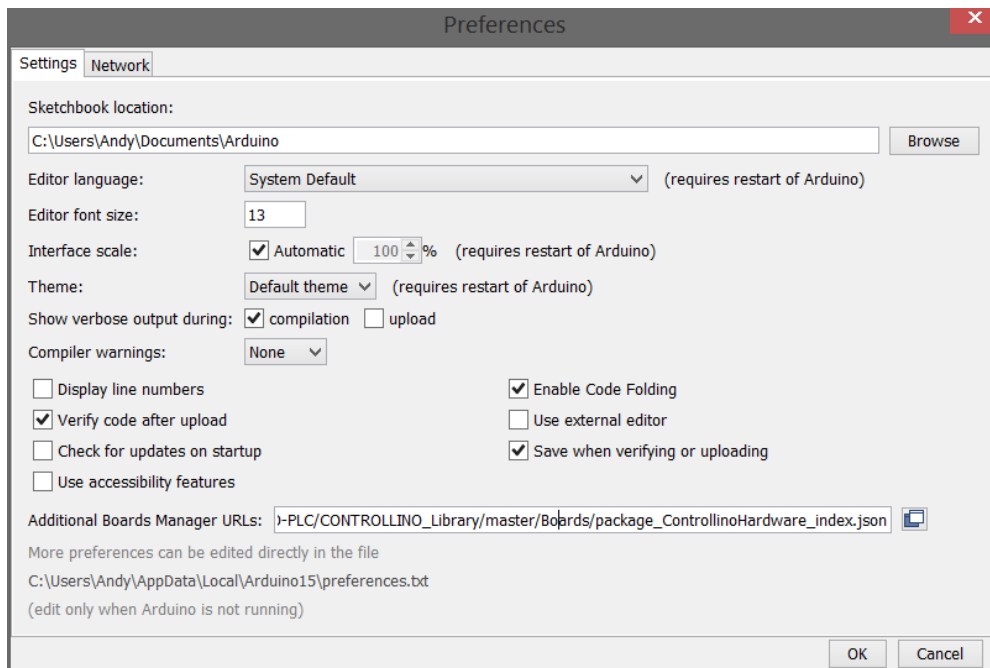 Preferences
Settings Network
Sketchbook location:
C:\Users\Andy\Documents\Arduino Browse
Editor language: System Default (requires restart of Arduino)
Editor font size: 13
Interface scale: Automatic 100 % (requires restart of Arduino)
Theme: Default theme (requires restart of Arduino)
Show verbose output during: compilation upload
Compiler warnings: None
Display line numbers Enable Code Folding
Verify code after upload Use external editor
Check for updates on startup Save when verifying or uploading
Use accessibility features
Additional Boards Manager URLs: )-PLC/CONTROLLINO_Library/master/Boards/package_ControllinoHardware_index.json
More preferences can be edited directly in the file
C:\Users\Andy\AppData\Local\Arduino15\preferences.txt
(edit only when Arduino is not running)
OK Cancel